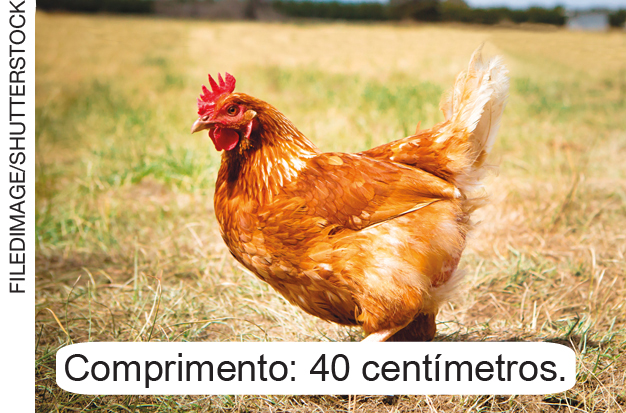 FILEDIMAGE/SHUTTERSTOCK
Comprimento: 40 centímetros.